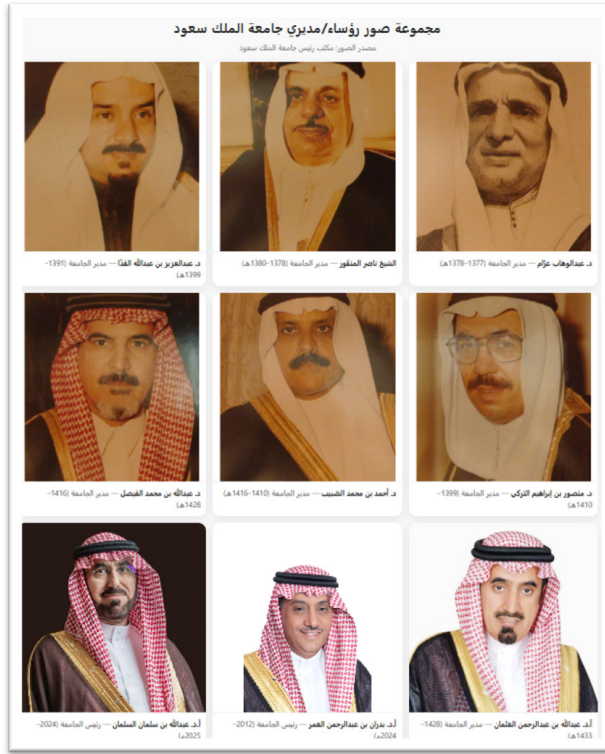 مجموعة صور رؤساء/مديري جامعة الملك سعود
مصدر الصور: مكتب رئيس جامعة الملك سعود
د. عبدالوهاب عزّام — مدير الجامعة (1377–1378هـ)
الشيخ ناصر المنقور — مدير الجامعة (1378–1380هـ)
د. عبدالعزيز بن عبدالله الفدّا — مدير الجامعة (1391–
1399هـ)
د. منصور بن إبراهيم التركي — مدير الجامعة (1399–
1410هـ)
د. أحمد بن محمد الضبيب — مدير الجامعة (1410–1416هـ)
د. عبدالله بن محمد الفيصل — مدير الجامعة (1416–
1428هـ)
أ.د. عبدالله بن عبدالرحمن العثمان — مدير الجامعة (1428–
1433هـ)
أ.د. بدران بن عبدالرحمن العمر — رئيس الجامعة (2012–
2024م)
أ.د. عبدالله بن سلمان السلمان — رئيس الجامعة (2024–
2025م)